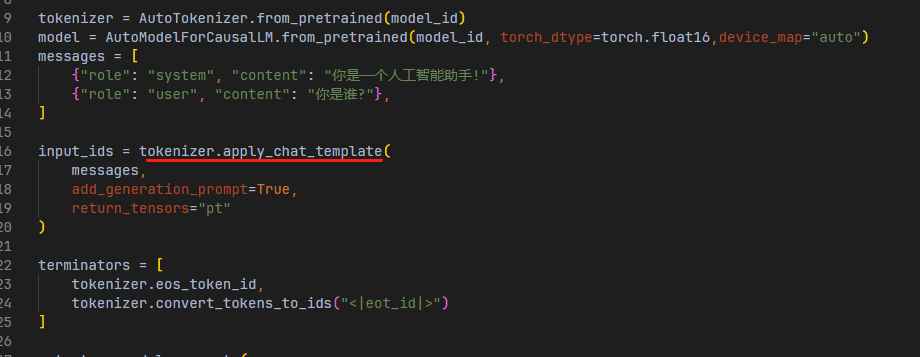 9 tokenizer = AutoTokenizer.from_pretrained(model_id)
10 model = AutoModelForCausalLM.from_pretrained(model_id, torch_dtype=torch.float16,device_map="auto")
11 messages = [
12     {"role": "system", "content": "你是一个人工智能助手!"},
13     {"role": "user", "content": "你是谁?"},
14 ]
15
16 input_ids = tokenizer.apply_chat_template(
17     messages,
18     add_generation_prompt=True,
19     return_tensors="pt"
20 )
21
22 terminators = [
23     tokenizer.eos_token_id,
24     tokenizer.convert_tokens_to_ids("<|eot_id|>")
25 ]
26